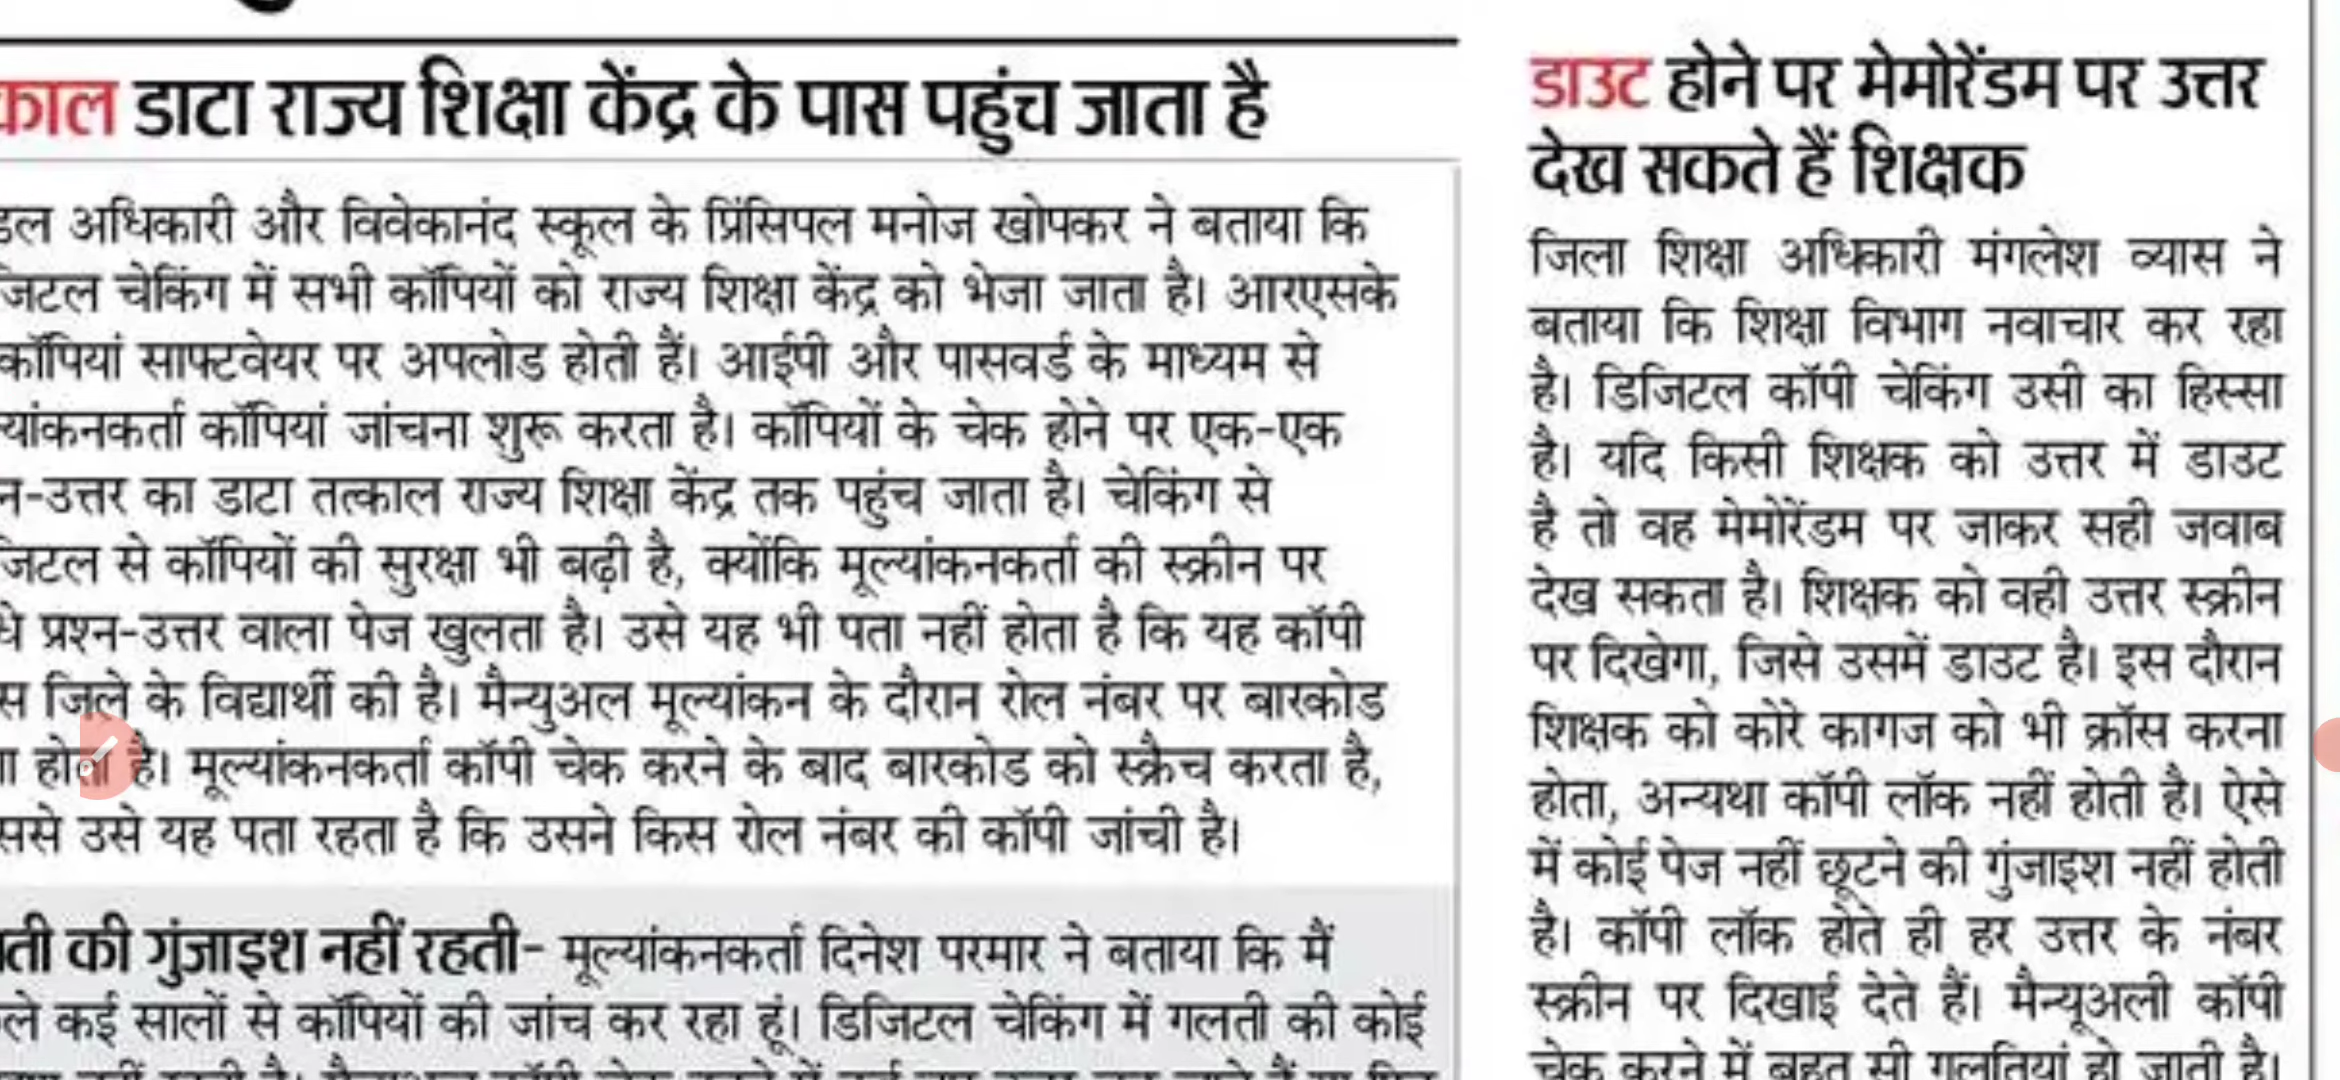 काल डाटा राज्य शिक्षा केंद्र के पास पहुंच जाता है
डल अधिकारी और विवेकानंद स्कूल के प्रिंसिपल मनोज खोपकर ने बताया कि
जिटल चेकिंग में सभी कॉपियों को राज्य शिक्षा केंद्र को भेजा जाता है। आरएसके
कॉपियां साफ्टवेयर पर अपलोड होती हैं। आईपी और पासवर्ड के माध्यम से
ल्यांकनकर्ता कॉपियां जांचना शुरू करता है। कॉपियों के चेक होने पर एक-एक
न-उत्तर का डाटा तत्काल राज्य शिक्षा केंद्र तक पहुंच जाता है। चेकिंग से
जिटल से कॉपियों की सुरक्षा भी बढ़ी है, क्योंकि मूल्यांकनकर्ता की स्क्रीन पर
धे प्रश्न-उत्तर वाला पेज खुलता है। उसे यह भी पता नहीं होता है कि यह कॉपी
स जिले के विद्यार्थी की है। मैन्युअल मूल्यांकन के दौरान रोल नंबर पर बारकोड
ा होता है। मूल्यांकनकर्ता कॉपी चेक करने के बाद बारकोड को स्क्रैच करता है,
ससे उसे यह पता रहता है कि उसने किस रोल नंबर की कॉपी जांची है।
ती की गुंजाइश नहीं रहती- मूल्यांकनकर्ता दिनेश परमार ने बताया कि मैं
ले कई सालों से कॉपियों की जांच कर रहा हूं। डिजिटल चेकिंग में गलती की कोई
डाउट होने पर मेमोरेंडम पर उत्तर
देख सकते हैं शिक्षक
जिला शिक्षा अधिकारी मंगलेश व्यास ने
बताया कि शिक्षा विभाग नवाचार कर रहा
है। डिजिटल कॉपी चेकिंग उसी का हिस्सा
है। यदि किसी शिक्षक को उत्तर में डाउट
है तो वह मेमोरेंडम पर जाकर सही जवाब
देख सकता है। शिक्षक को वही उत्तर स्क्रीन
पर दिखेगा, जिसे उसमें डाउट है। इस दौरान
शिक्षक को कोरे कागज को भी क्रॉस करना
होता, अन्यथा कॉपी लॉक नहीं होती है। ऐसे
में कोई पेज नहीं छूटने की गुंजाइश नहीं होती
है। कॉपी लॉक होते ही हर उत्तर के नंबर
स्क्रीन पर दिखाई देते हैं। मैन्यूअली कॉपी
चेक करने में बहुत सी गलतियां हो जाती है।